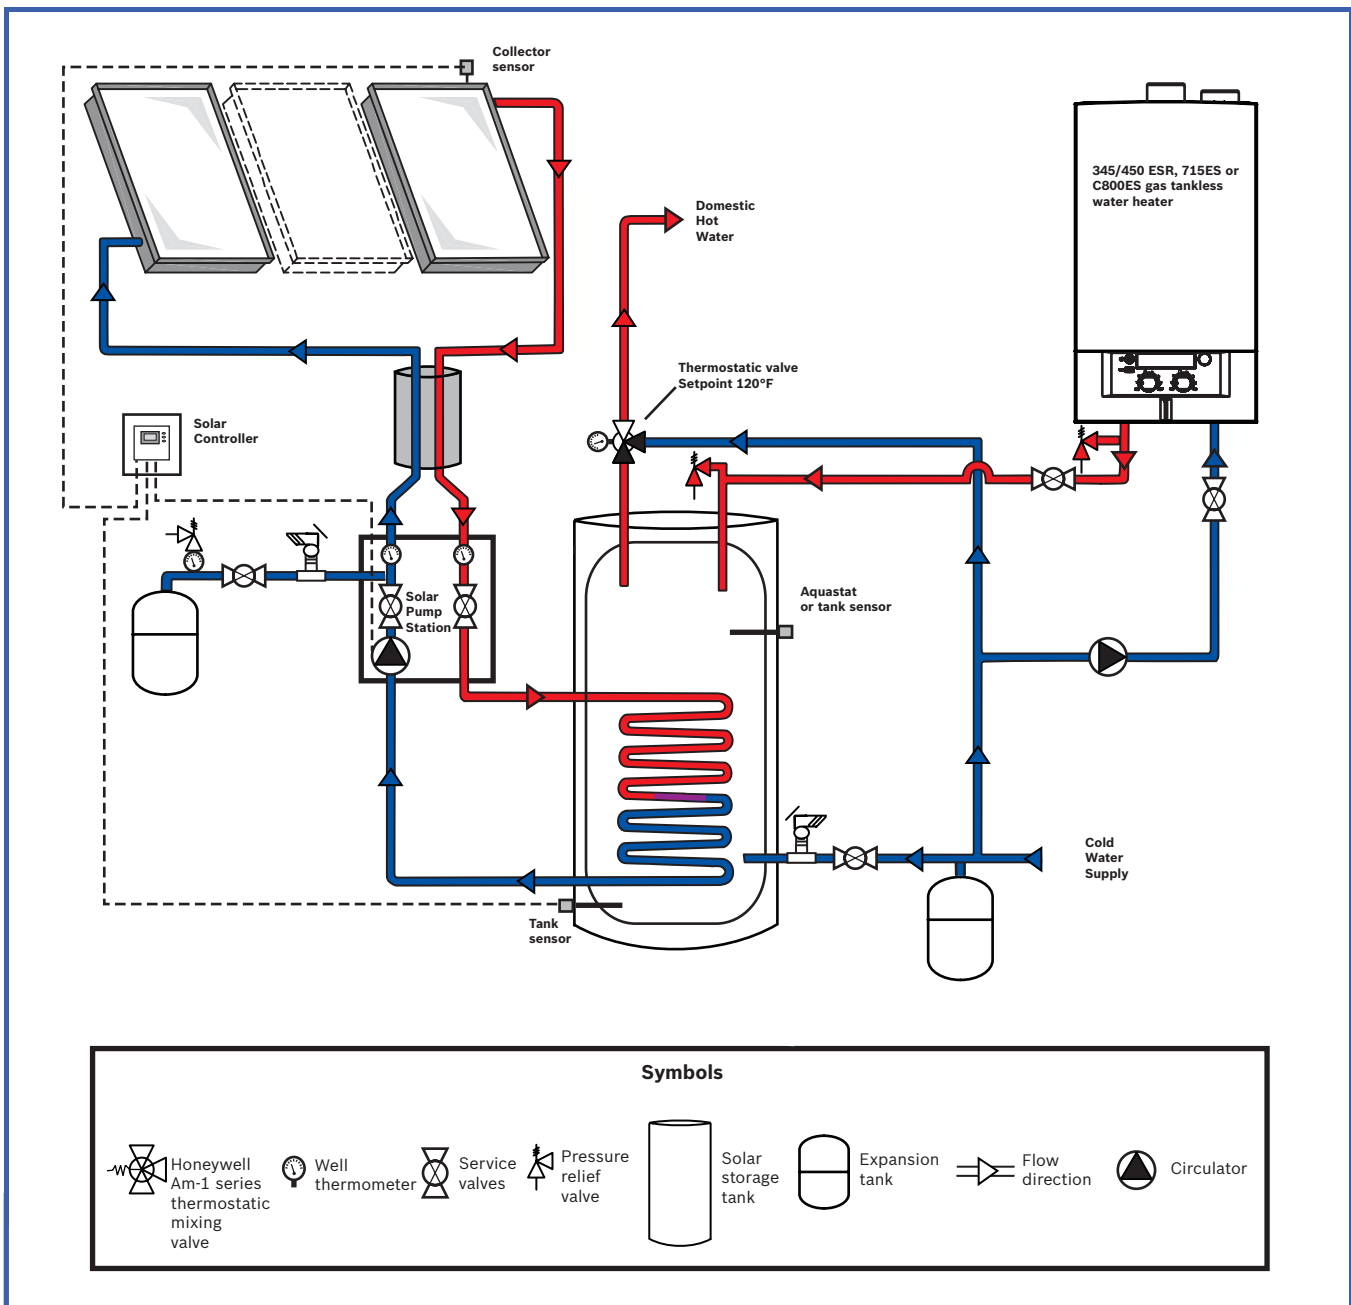 Collector
sensor
345/450 ESR, 715ES or
C800ES gas tankless
water heater
Domestic
Hot
Water
Thermostatic valve
Setpoint 120°F
Solar
Controller
Solar
Pump
Station
Aquastat
or tank sensor
Cold
Water
Supply
Tank
sensor
Symbols
Honeywell
Am-1 series
thermostatic
mixing
valve
Well
thermometer
Service
valves
Pressure
relief
valve
Solar
storage
tank
Expansion
tank
Flow
direction
Circulator